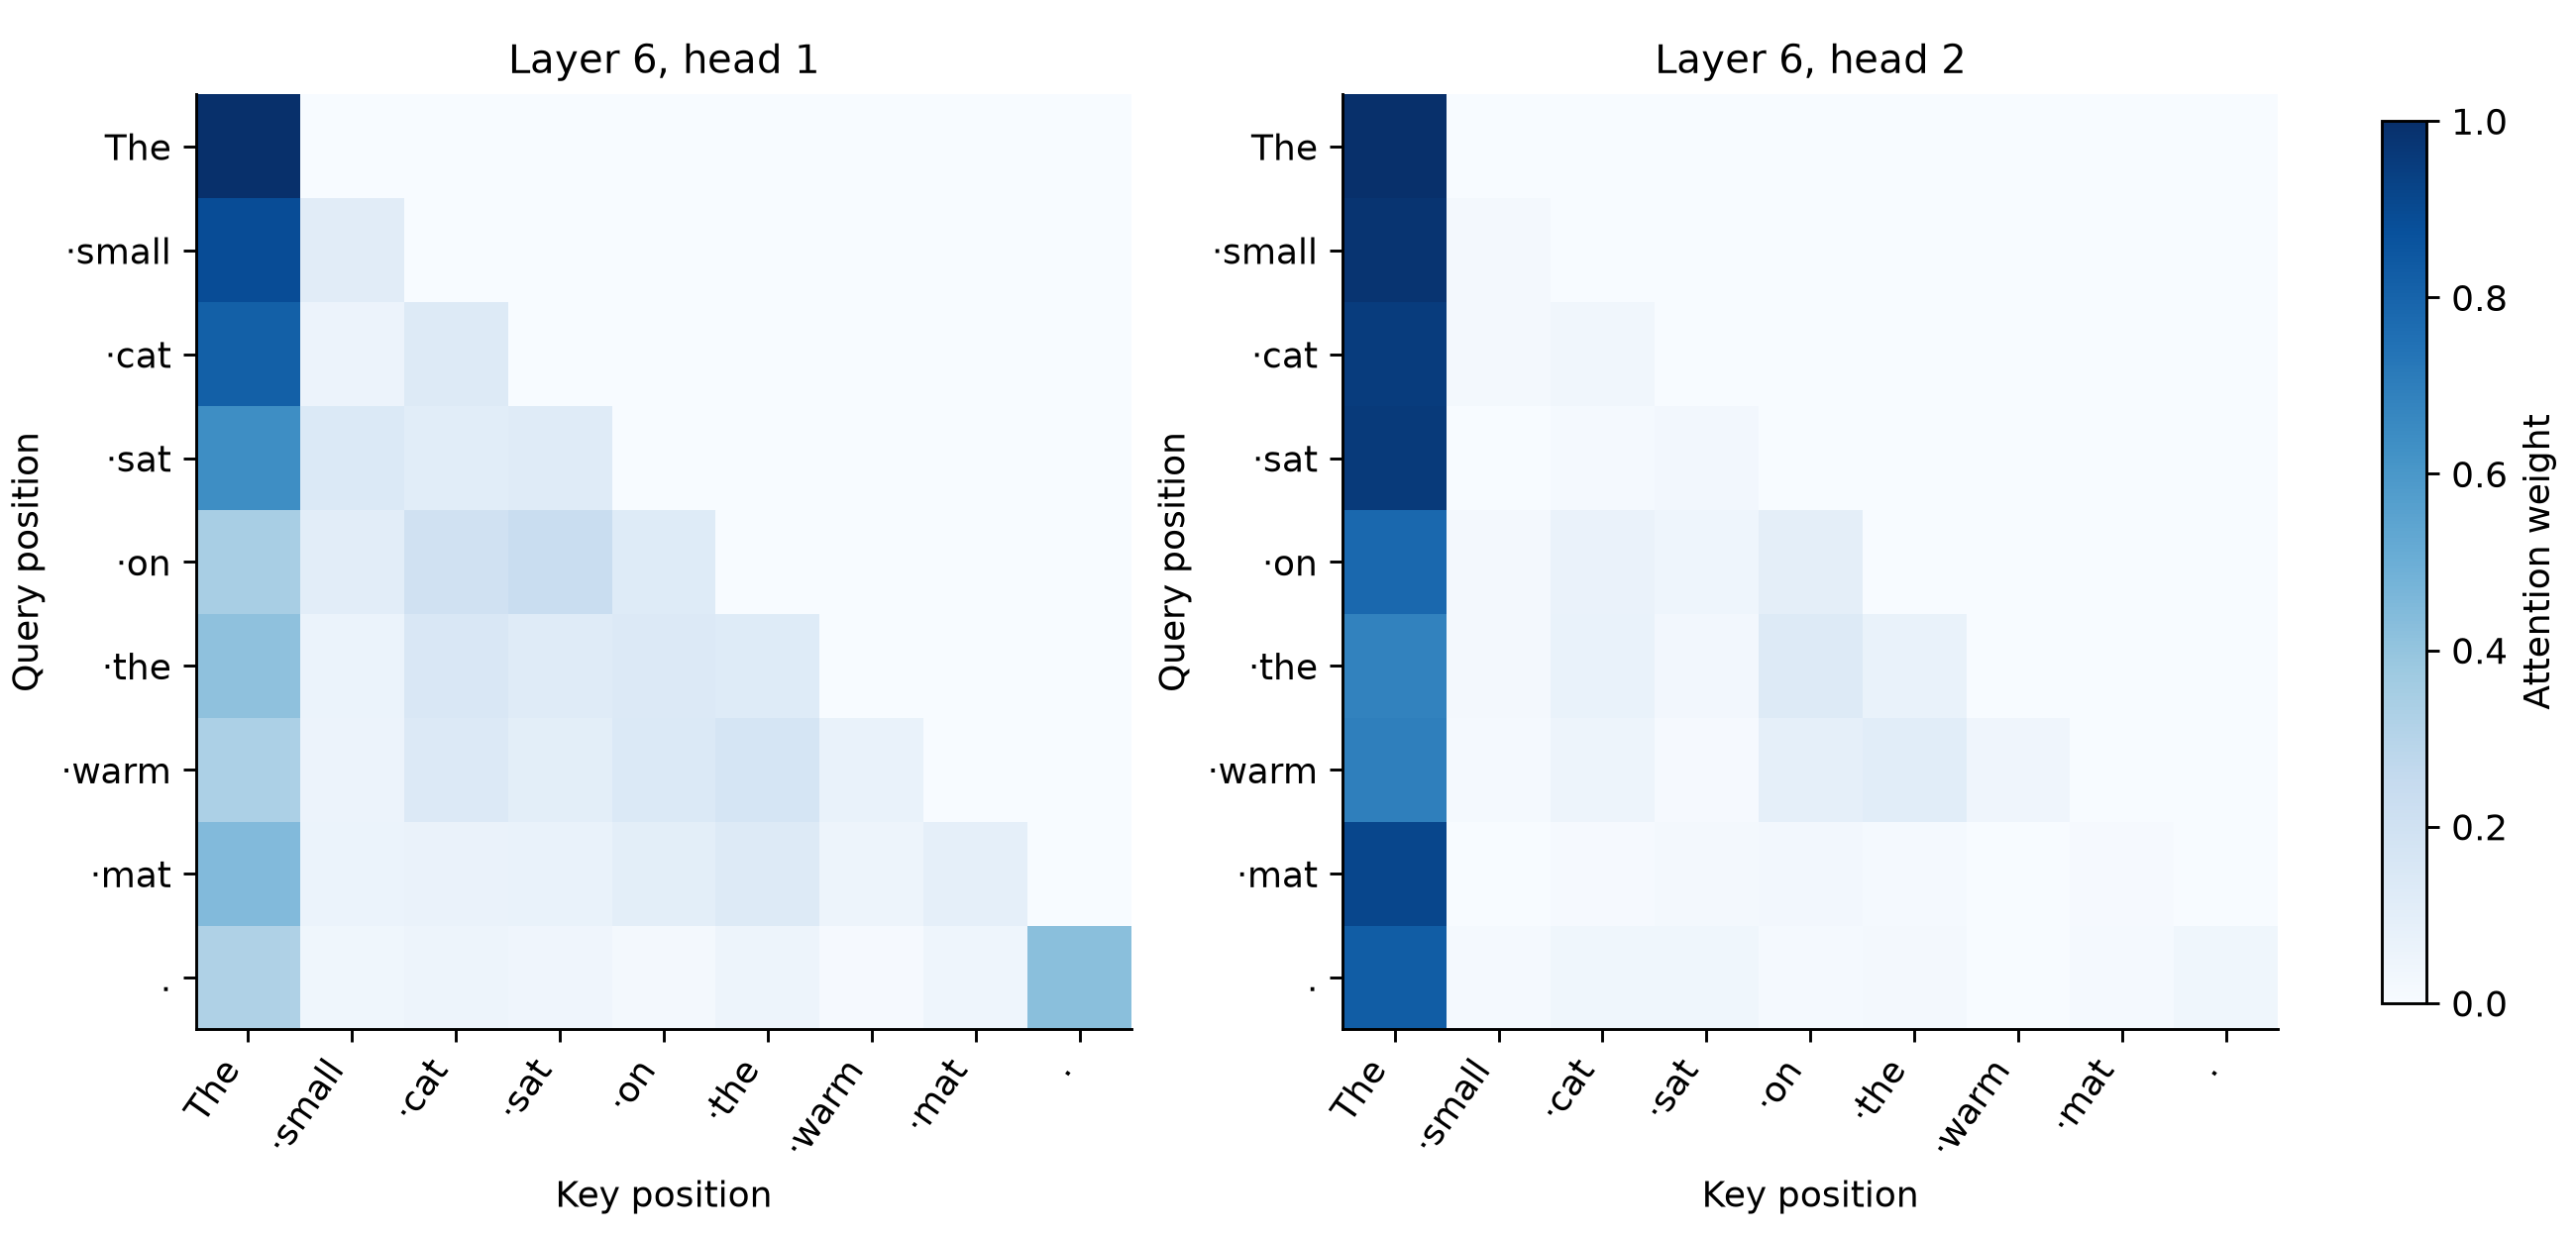 Layer 6, head 1
Query position
The
·small
·cat
·sat
·on
·the
·warm
·mat
.
The
·small
·cat
·sat
·on
·the
·warm
·mat
.
Key position
Layer 6, head 2
Query position
The
·small
·cat
·sat
·on
·the
·warm
·mat
.
The
·small
·cat
·sat
·on
·the
·warm
·mat
.
Key position
1.0
0.8
0.6
0.4
0.2
0.0
Attention weight